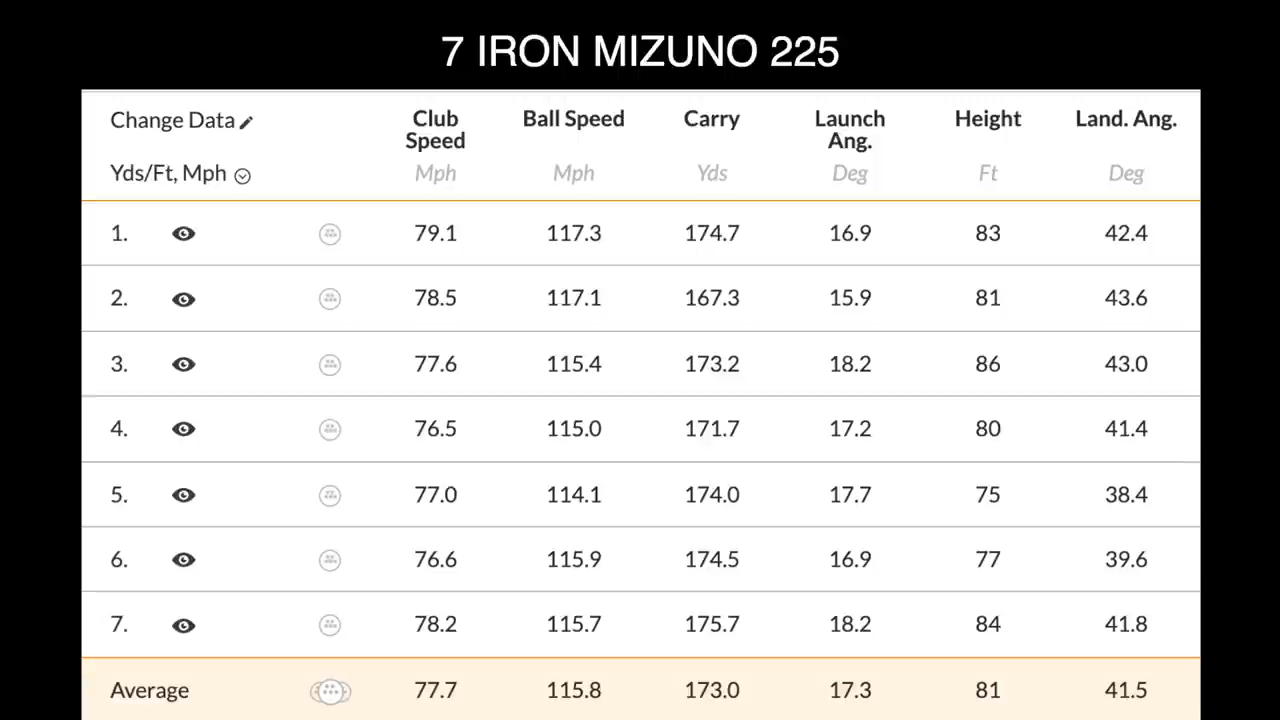 7 IRON MIZUNO 225
Change Data Club Speed Ball Speed Carry Launch Ang. Height Land. Ang.
Yds/Ft, Mph Mph Mph Yds Deg Ft Deg
1. 79.1 117.3 174.7 16.9 83 42.4
2. 78.5 117.1 167.3 15.9 81 43.6
3. 77.6 115.4 173.2 18.2 86 43.0
4. 76.5 115.0 171.7 17.2 80 41.4
5. 77.0 114.1 174.0 17.7 75 38.4
6. 76.6 115.9 174.5 16.9 77 39.6
7. 78.2 115.7 175.7 18.2 84 41.8
Average 77.7 115.8 173.0 17.3 81 41.5